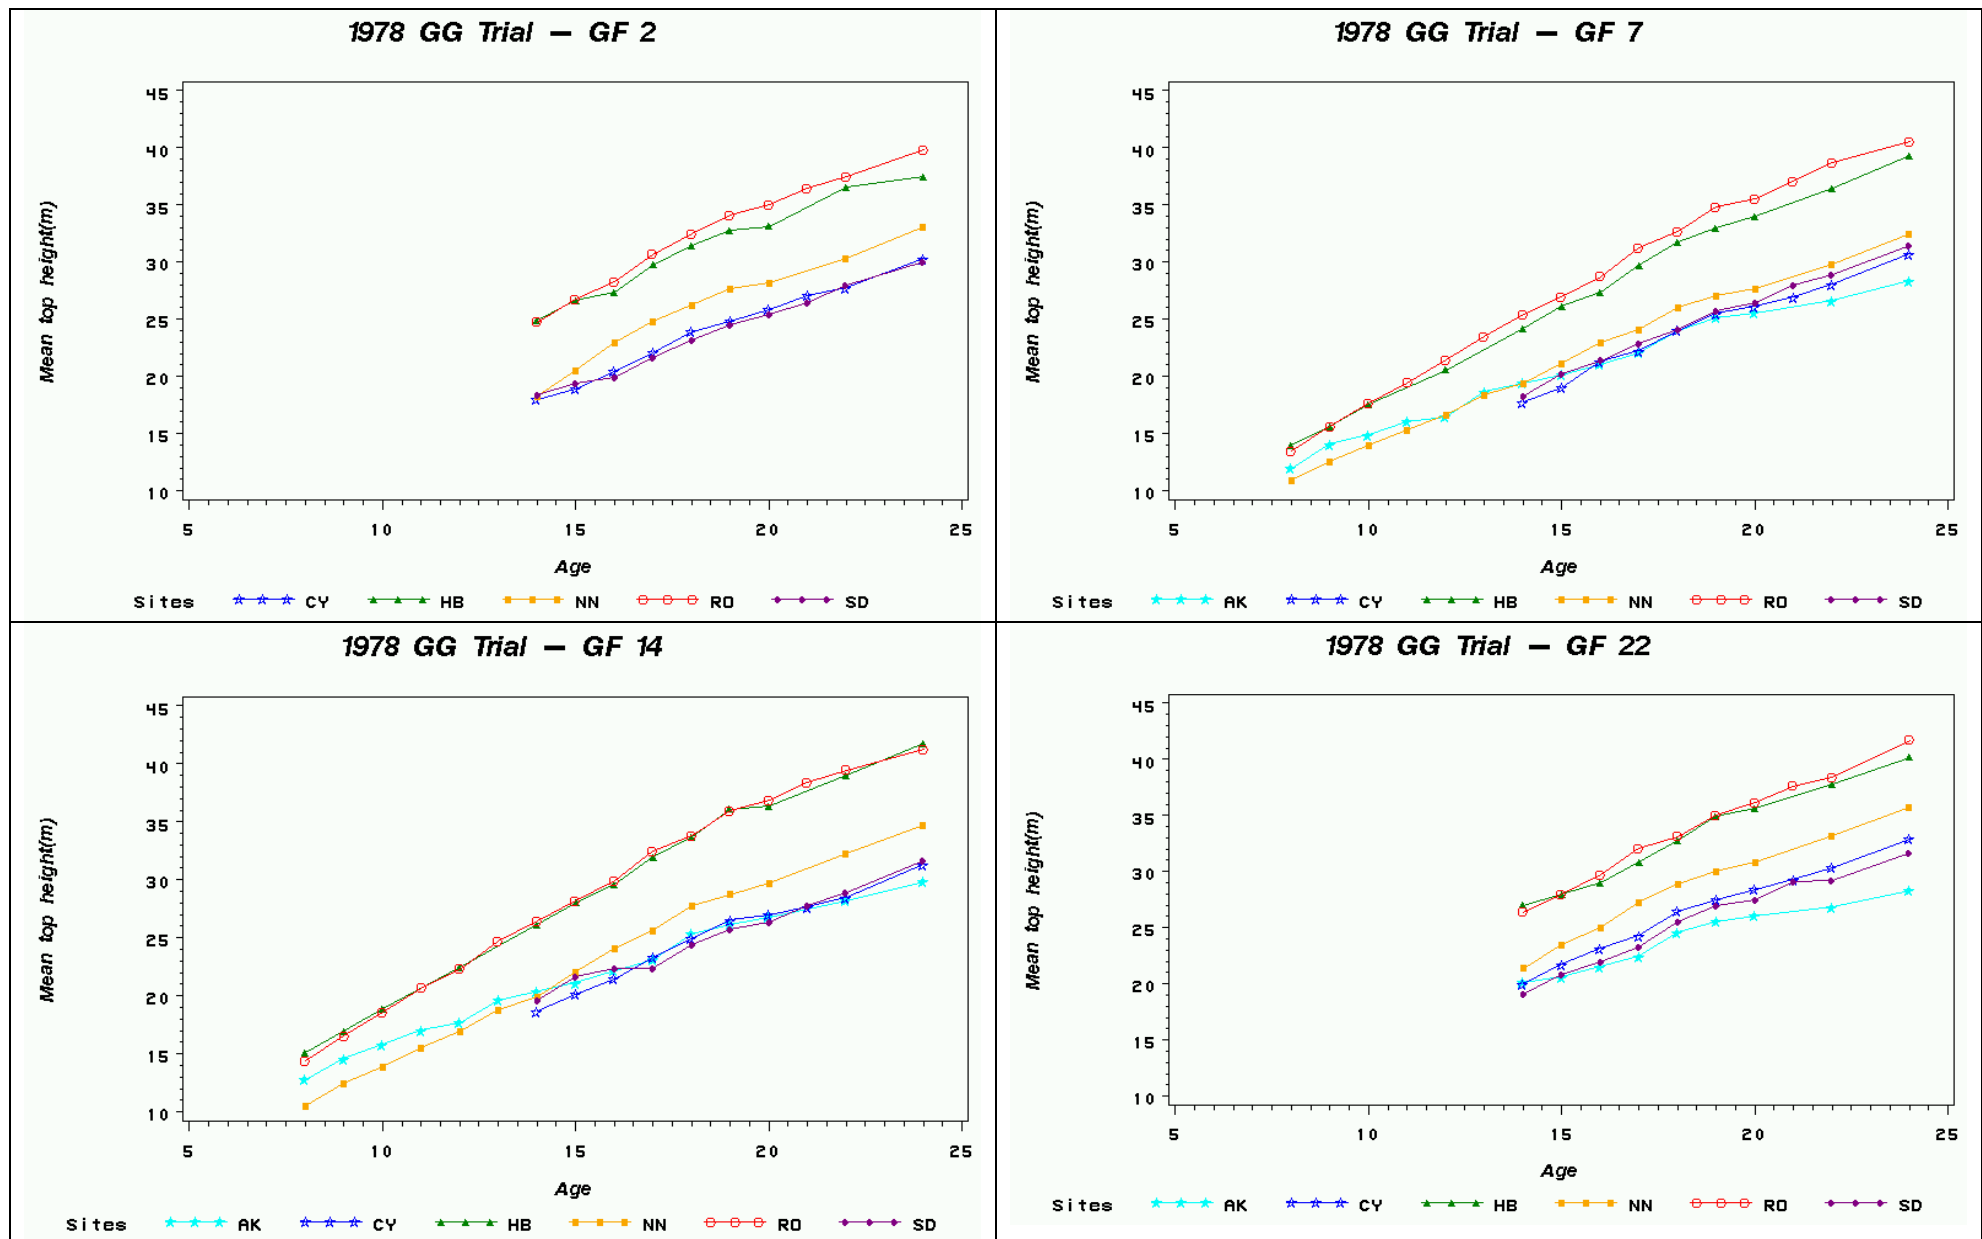 1978 GG Trial — GF 2
45
40
35
30
25
20
15
10
Mean top height(m)
5 10 15 20 25
Age
Sites CY HB NN RO SD
1978 GG Trial — GF 7
45
40
35
30
25
20
15
10
Mean top height(m)
5 10 15 20 25
Age
Sites AK CY HB NN RO SD
1978 GG Trial — GF 14
45
40
35
30
25
20
15
10
Mean top height(m)
5 10 15 20 25
Age
Sites AK CY HB NN RO SD
1978 GG Trial — GF 22
45
40
35
30
25
20
15
10
Mean top height(m)
5 10 15 20 25
Age
Sites AK CY HB NN RO SD